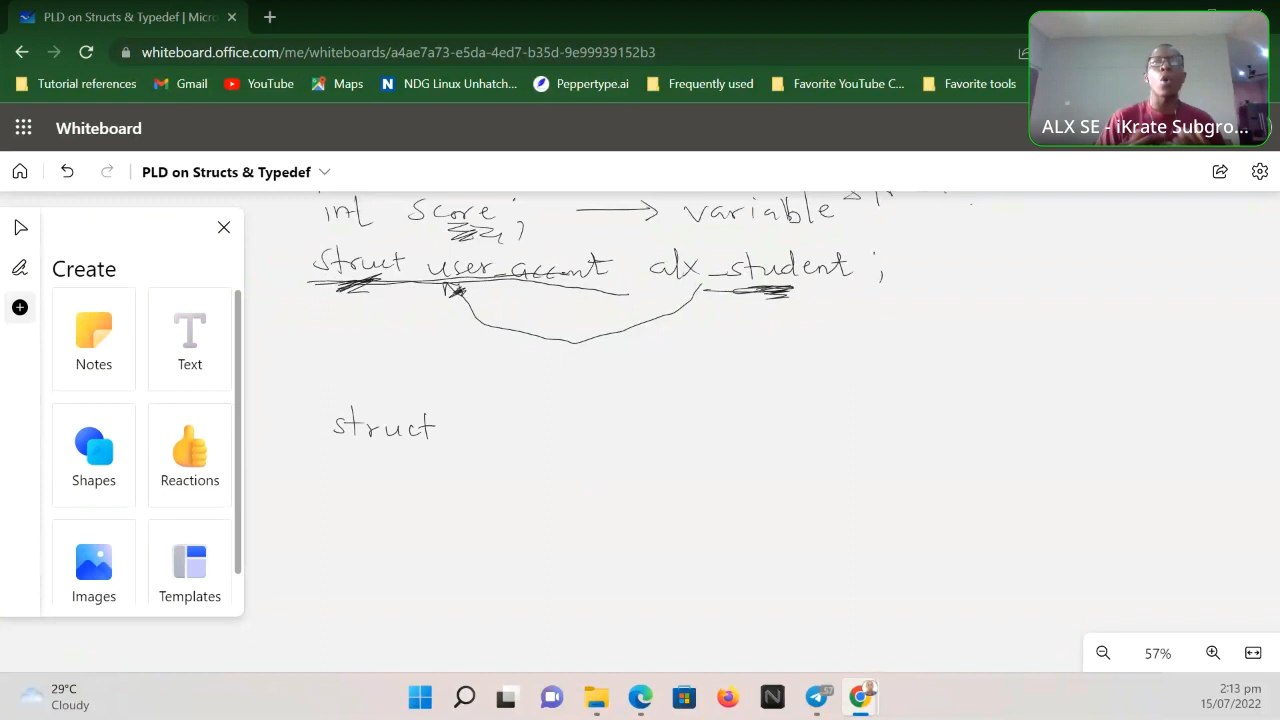 PLD on Structs & Typedef | Micro
whiteboard.office.com/me/whiteboards/a4ae7a73-e5da-4ed7-b35d-9e99939152b3
Tutorial references
Gmail
YouTube
Maps
NDG Linux Unhatch...
Peppertype.ai
Frequently used
Favorite YouTube C...
Favorite tools
ALX SE - iKrate Subgro...
Whiteboard
PLD on Structs & Typedef
int score; → variable
struct user_accont alx_student;
struct
Create
Notes
Text
Shapes
Reactions
Images
Templates
57%
29°C
Cloudy
57
2:13 pm
15/07/2022